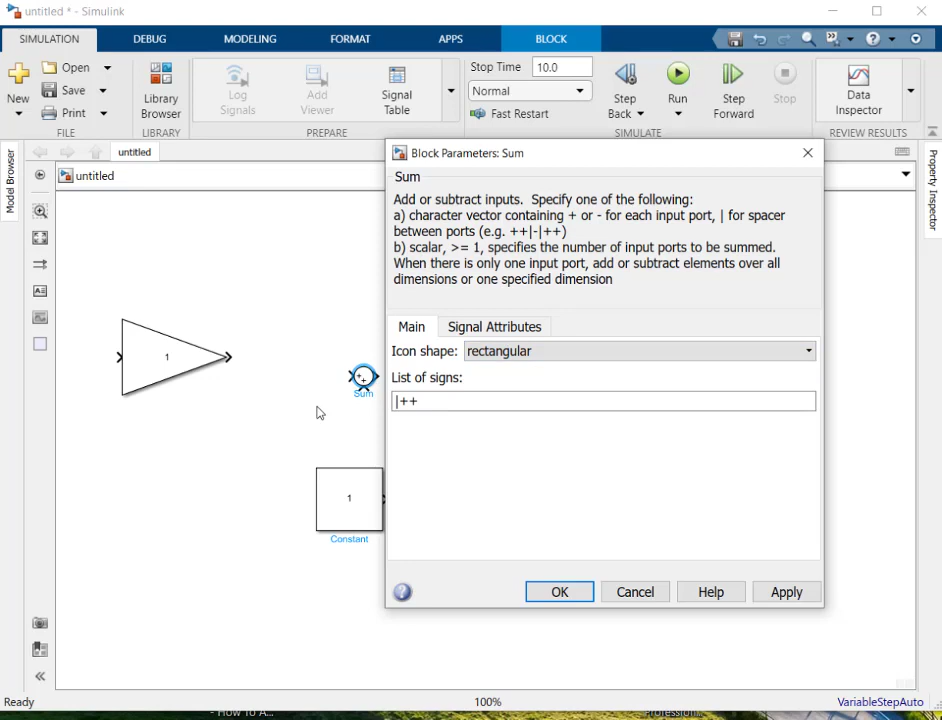 untitled * - Simulink
SIMULATION
DEBUG
MODELING
FORMAT
APPS
BLOCK
New
Open
Save
Print
FILE
Library
Browser
LIBRARY
Log
Signals
Add
Viewer
Signal
Table
PREPARE
Stop Time 10.0
Normal
Fast Restart
Step
Back
Run
Step
Forward
Stop
SIMULATE
Data
Inspector
REVIEW RESULTS
Model Browser
untitled
untitled
Property Inspector
1
Sum
1
Constant
Block Parameters: Sum
Sum
Add or subtract inputs. Specify one of the following:
a) character vector containing + or - for each input port, | for spacer
between ports (e.g. ++|-|++)
b) scalar, >= 1, specifies the number of input ports to be summed.
When there is only one input port, add or subtract elements over all
dimensions or one specified dimension
Main
Signal Attributes
Icon shape: rectangular
List of signs:
|++
OK
Cancel
Help
Apply
Ready
100%
VariableStepAuto
- How To A...